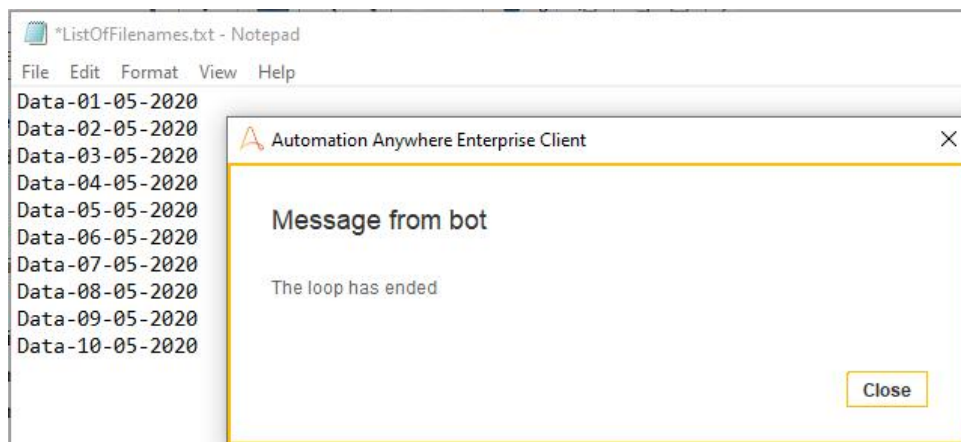 *ListOfFilenames.txt - Notepad
File Edit Format View Help
Data-01-05-2020
Data-02-05-2020
Data-03-05-2020
Data-04-05-2020
Data-05-05-2020
Data-06-05-2020
Data-07-05-2020
Data-08-05-2020
Data-09-05-2020
Data-10-05-2020
Automation Anywhere Enterprise Client
Message from bot
The loop has ended
Close